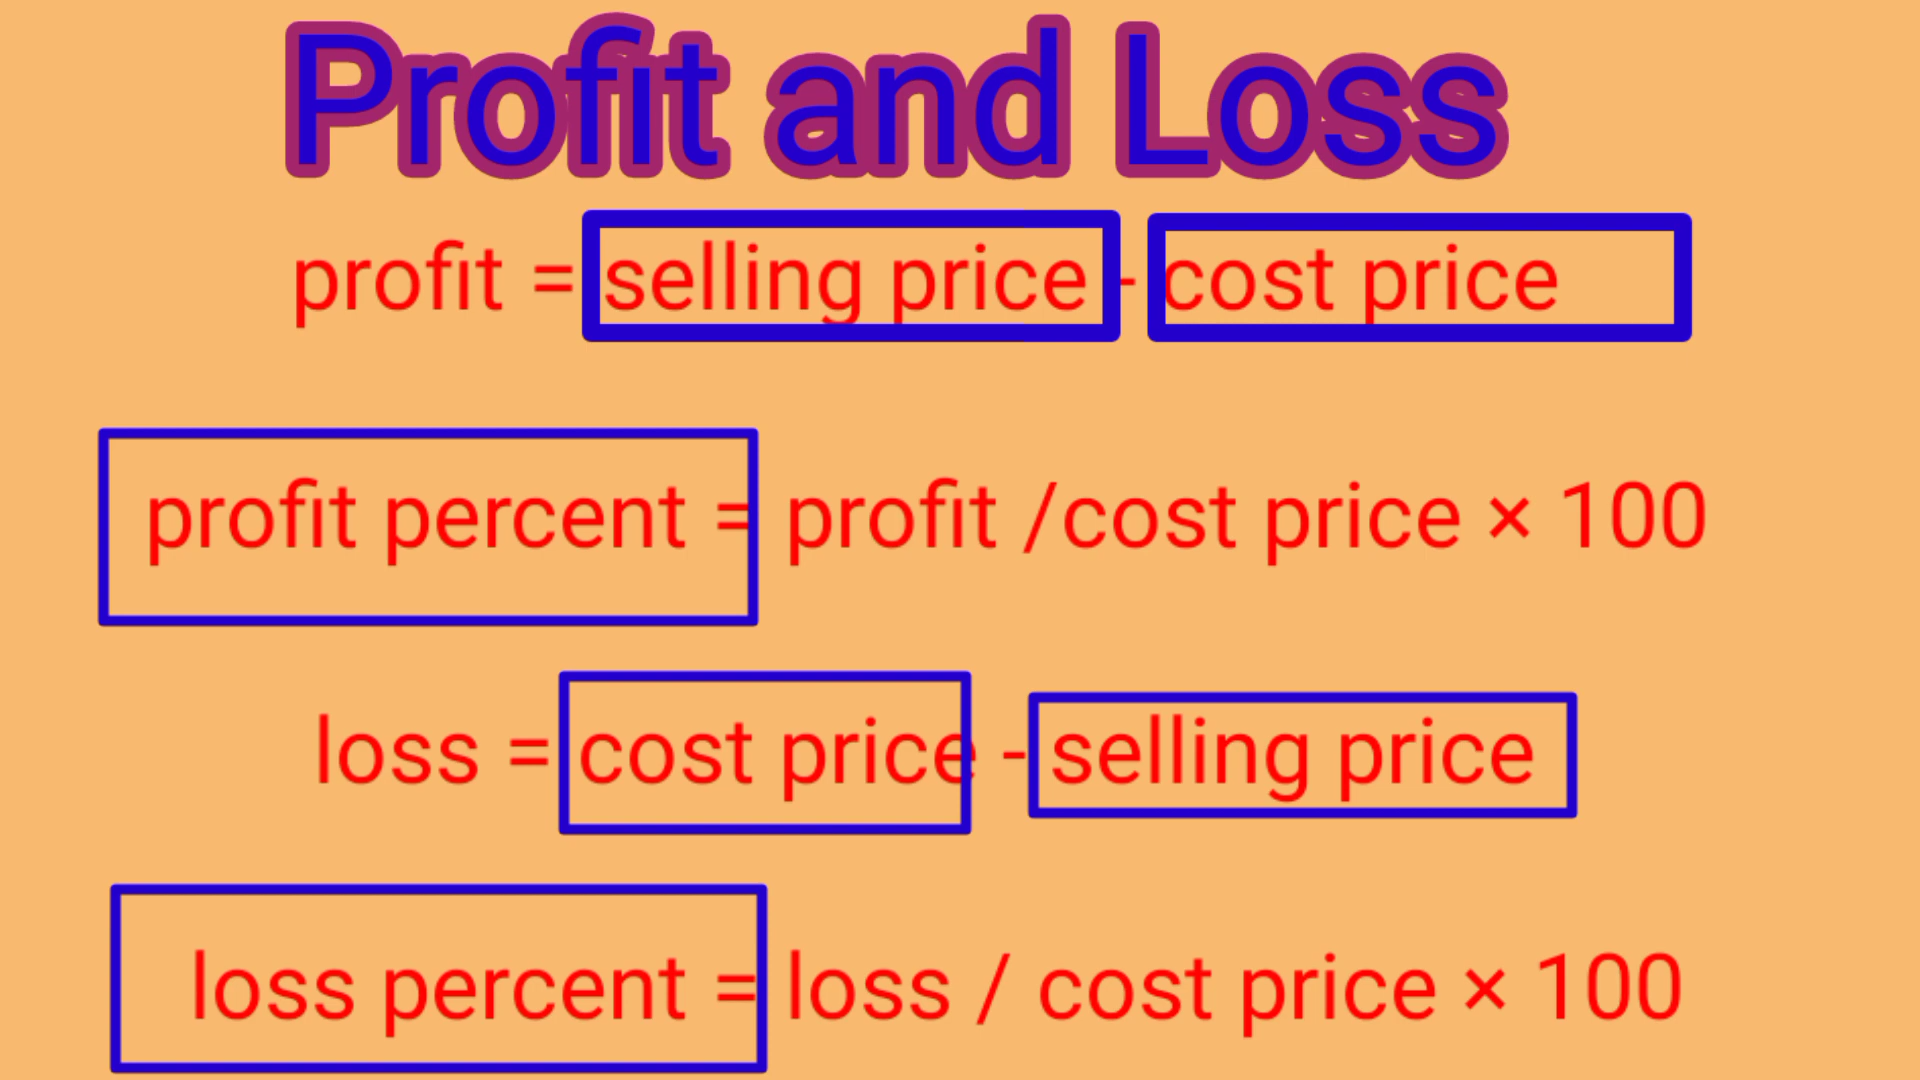 Profit and Loss
profit = selling price - cost price
profit percent = profit /cost price × 100
loss = cost price - selling price
loss percent = loss / cost price × 100